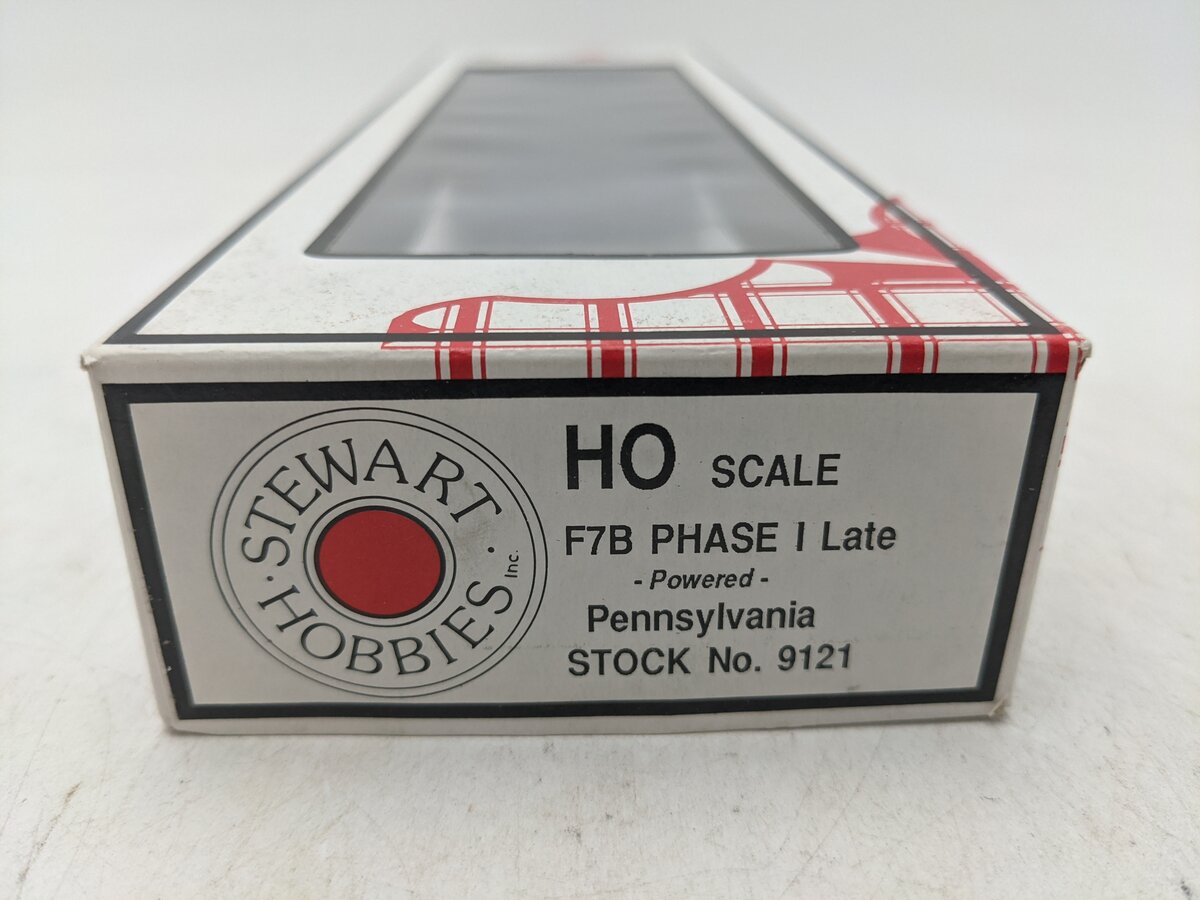 STEWART HOBBIES Inc.
HO SCALE
F7B PHASE I Late
- Powered -
Pennsylvania
STOCK No. 9121